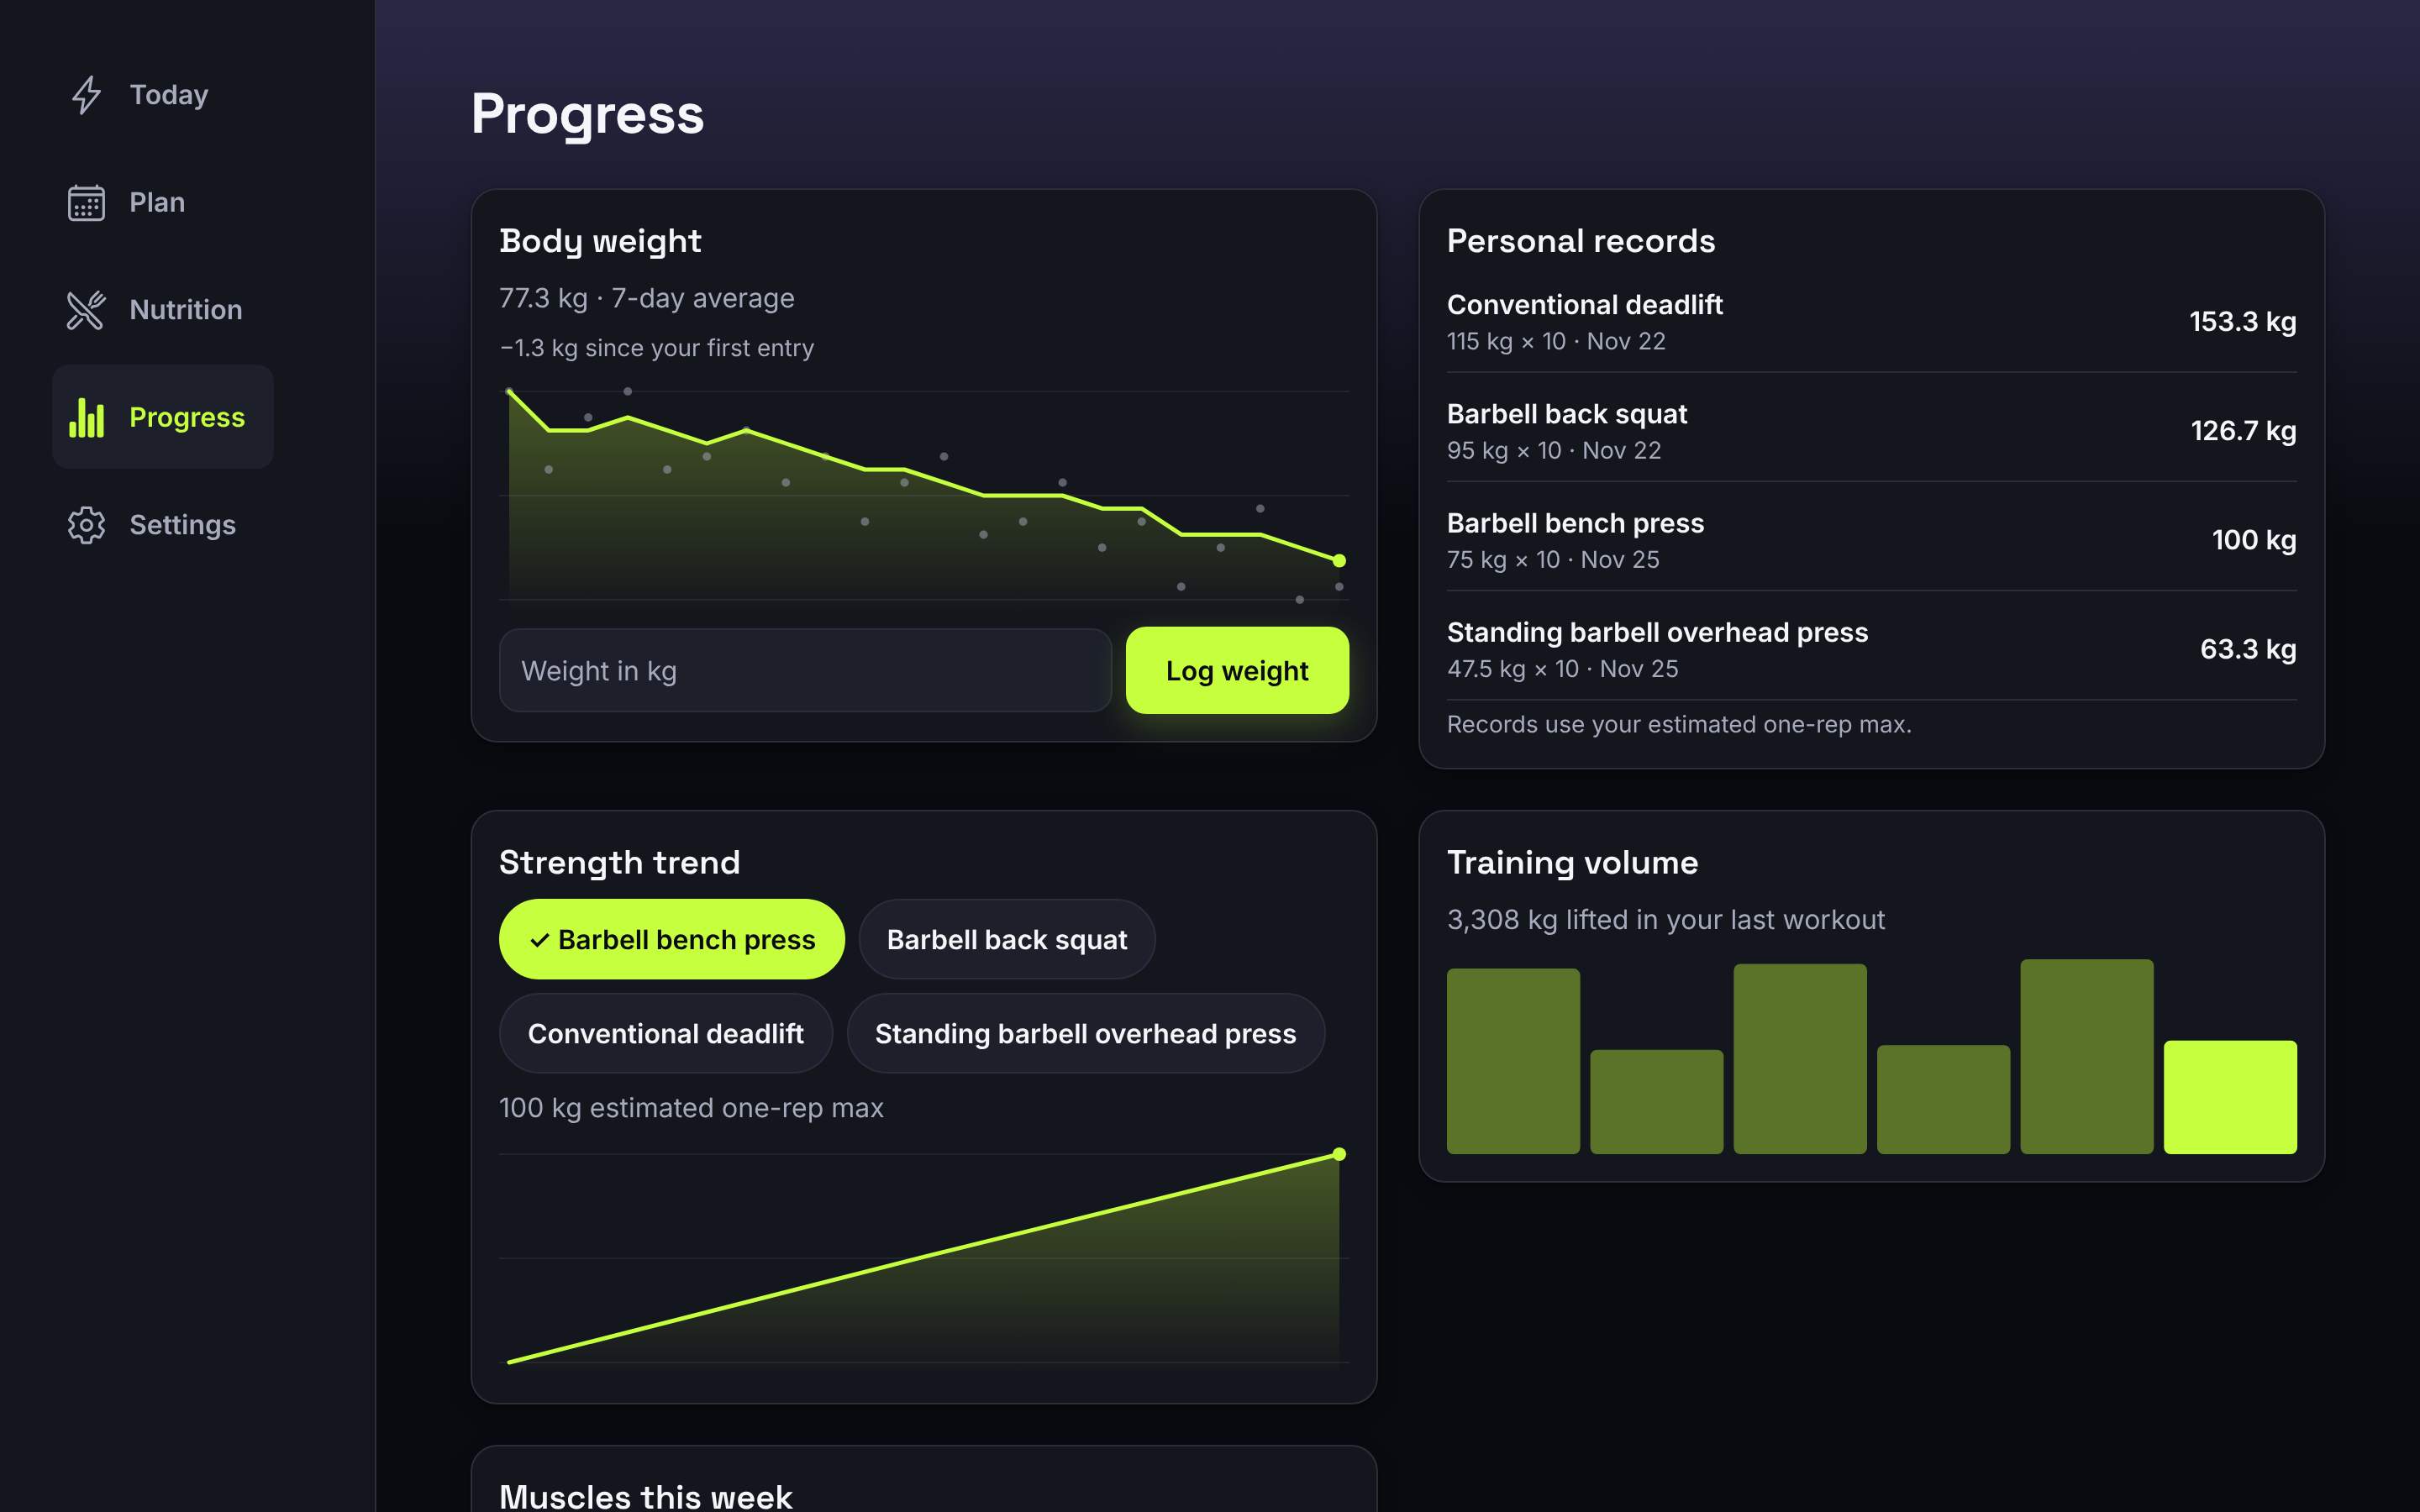 Today
Plan
Nutrition
Progress
Settings
Progress
Body weight
77.3 kg · 7-day average
−1.3 kg since your first entry
Weight in kg
Log weight
Personal records
Conventional deadlift
115 kg × 10 · Nov 22
153.3 kg
Barbell back squat
95 kg × 10 · Nov 22
126.7 kg
Barbell bench press
75 kg × 10 · Nov 25
100 kg
Standing barbell overhead press
47.5 kg × 10 · Nov 25
63.3 kg
Records use your estimated one-rep max.
Strength trend
✓ Barbell bench press
Barbell back squat
Conventional deadlift
Standing barbell overhead press
100 kg estimated one-rep max
Training volume
3,308 kg lifted in your last workout
Muscles this week